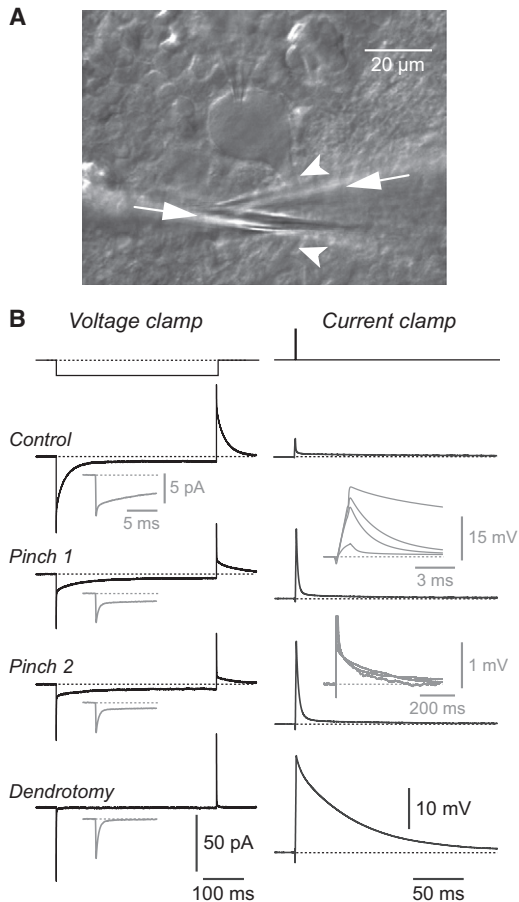 A
20 µm
B
Voltage clamp
Current clamp
Control
5 pA
5 ms
15 mV
3 ms
Pinch 1
Pinch 2
1 mV
200 ms
Dendrotomy
50 pA
10 mV
100 ms
50 ms